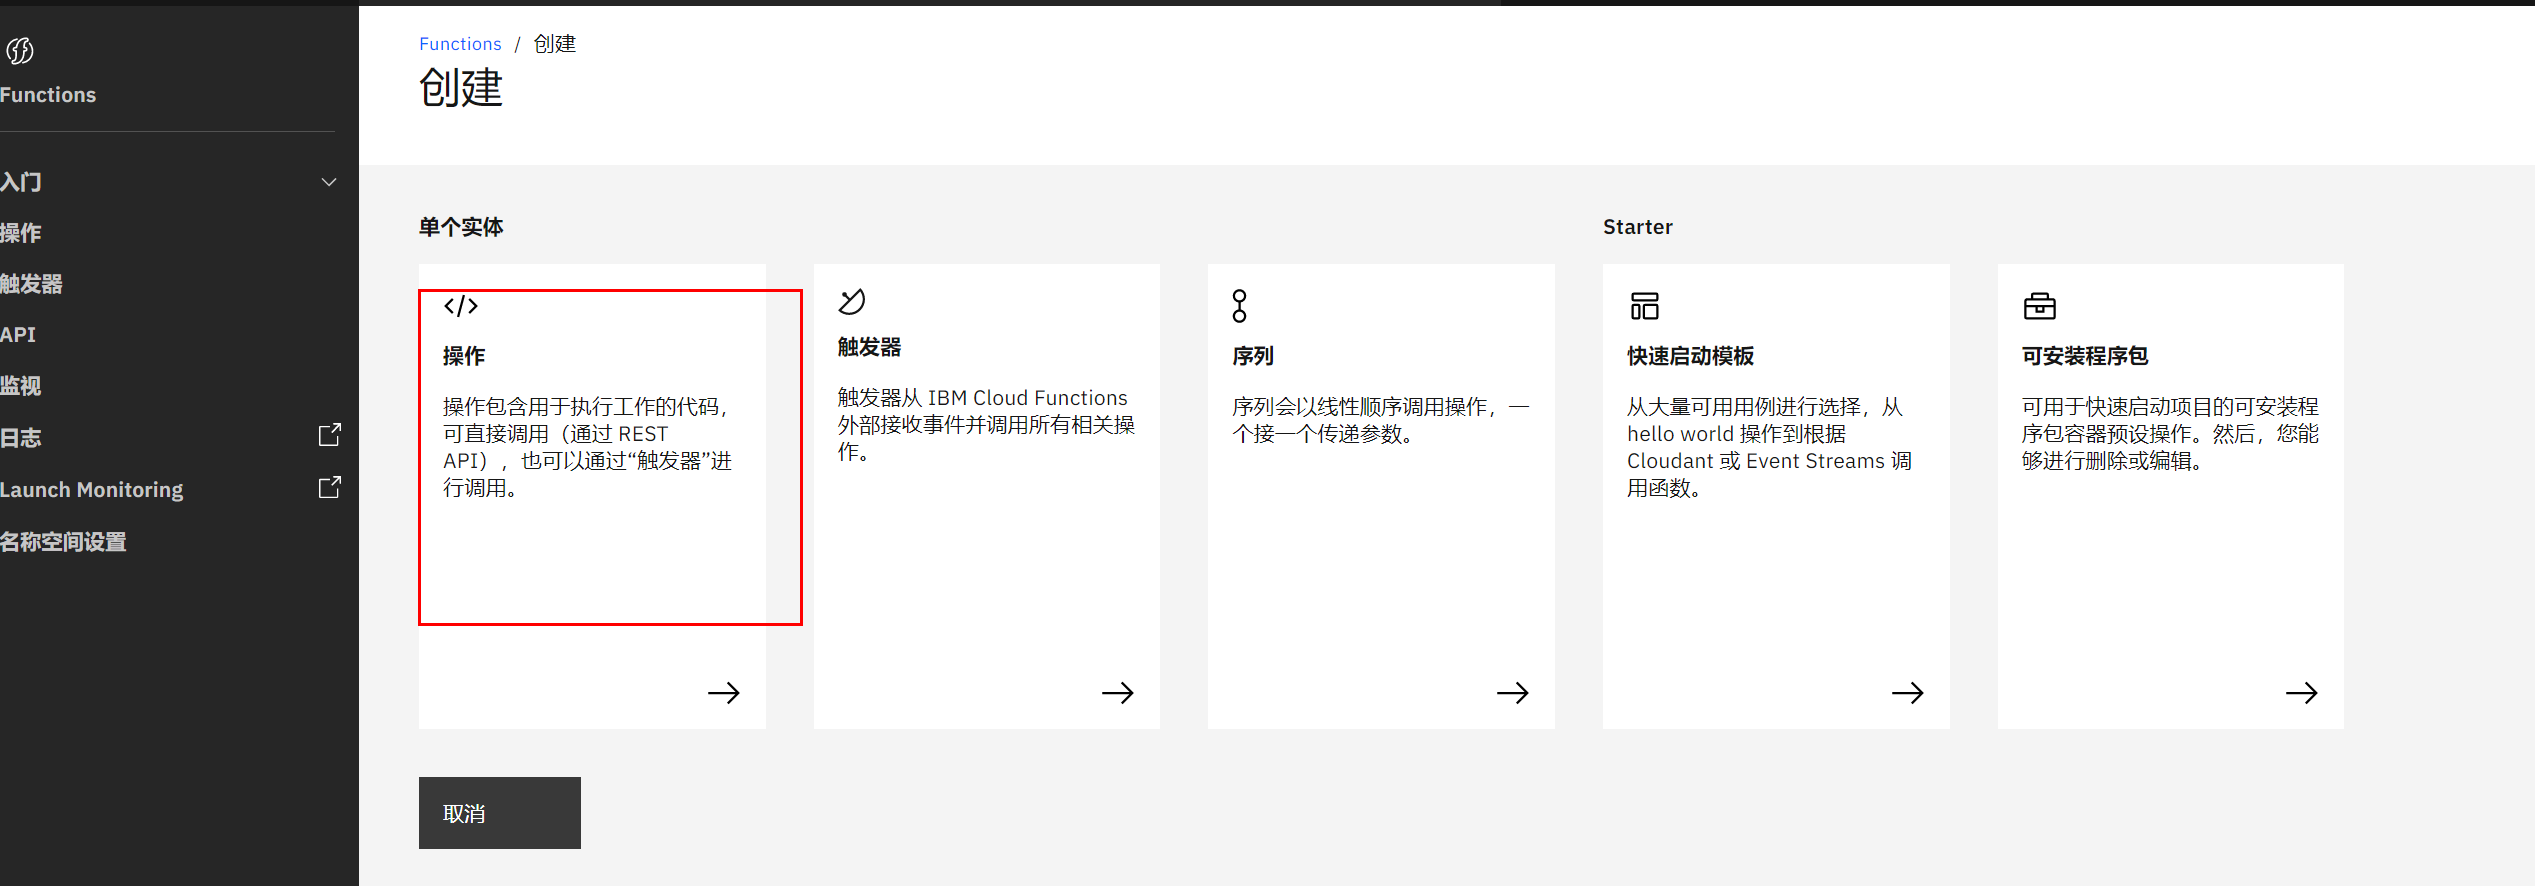 Functions
入门
操作
触发器
API
监视
日志
Launch Monitoring
名称空间设置
Functions / 创建
创建
单个实体
操作
操作包含用于执行工作的代码，
可直接调用（通过 REST
API），也可以通过“触发器”进
行调用。
触发器
触发器从 IBM Cloud Functions
外部接收事件并调用所有相关操
作。
序列
序列会以线性顺序调用操作，一
个接一个传递参数。
Starter
快速启动模板
从大量可用用例进行选择，从
hello world 操作到根据
Cloudant 或 Event Streams 调
用函数。
可安装程序包
可用于快速启动项目的可安装程
序包容器预设操作。然后，您能
够进行删除或编辑。
取消